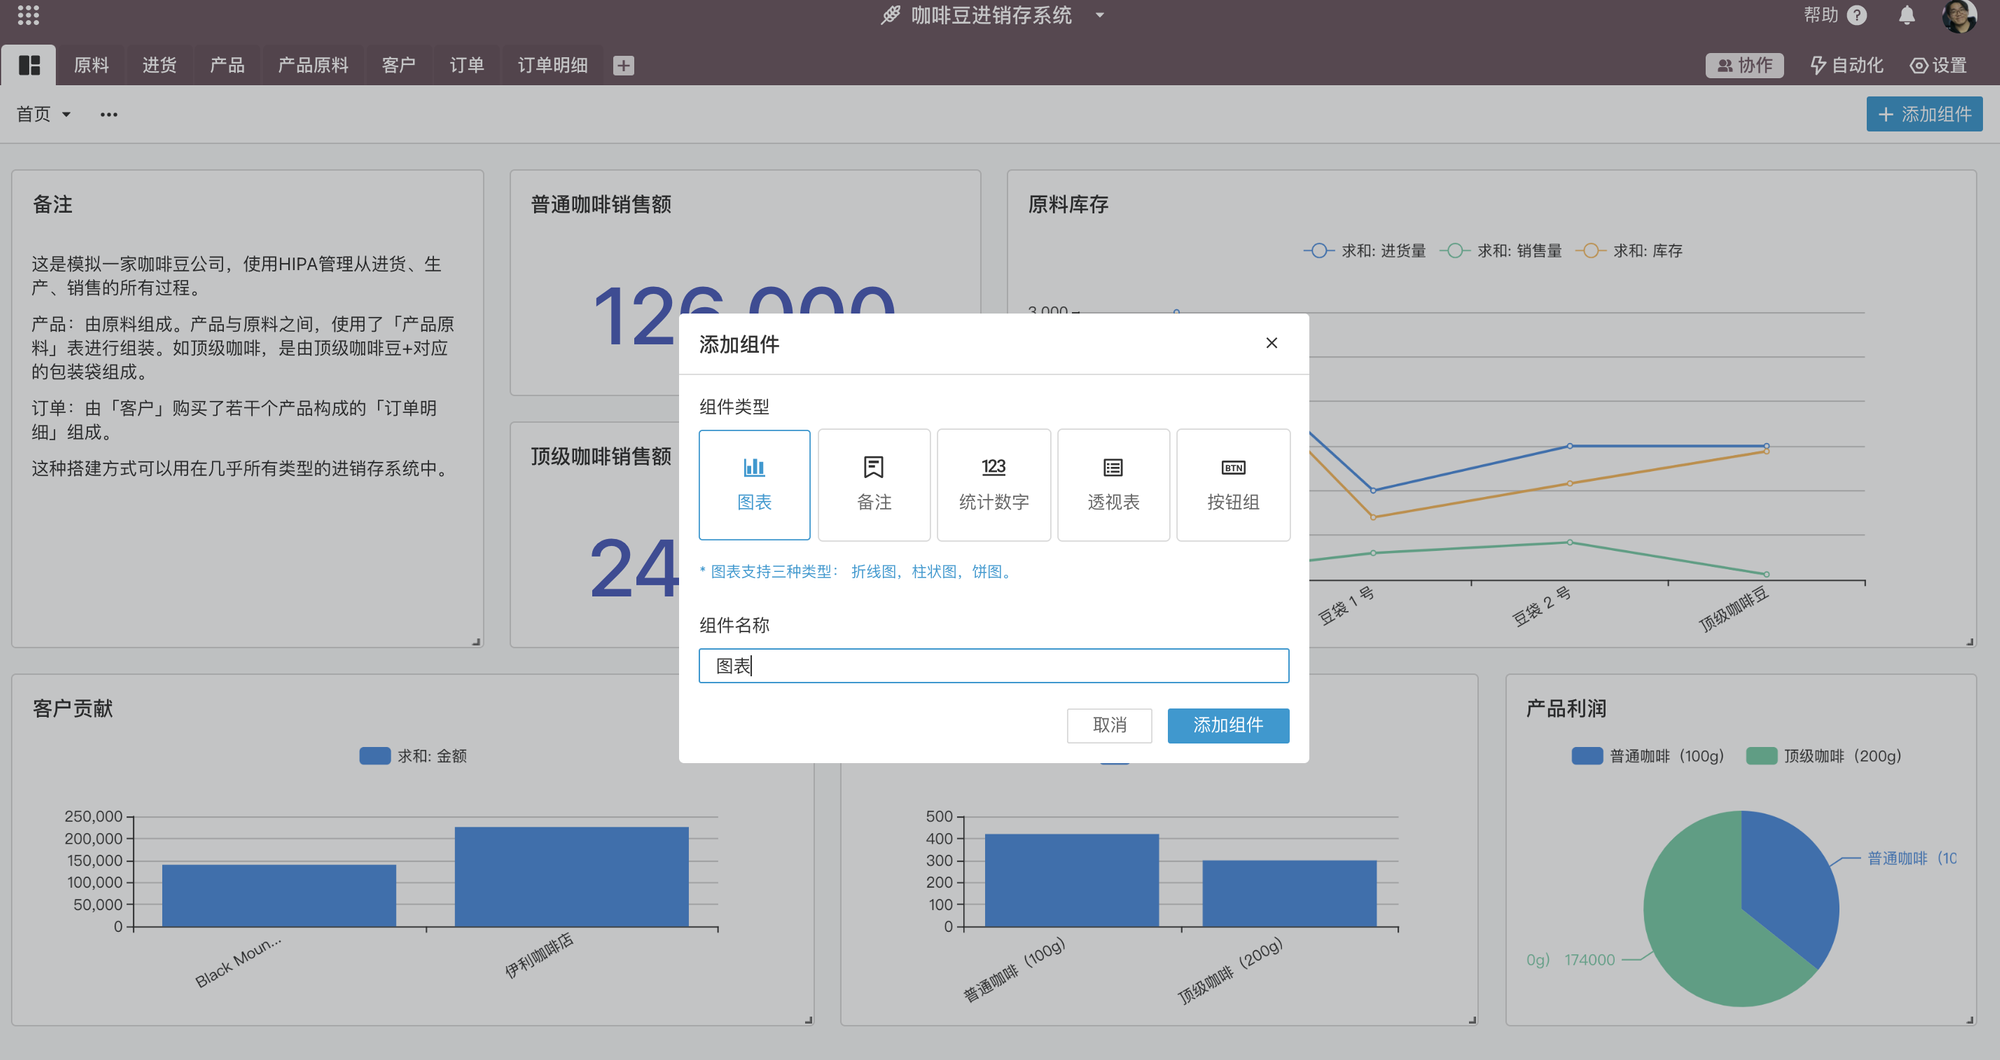 咖啡豆进销存系统
帮助
原料
进货
产品
产品原料
客户
订单
订单明细
协作
自动化
设置
首页
添加组件
备注
这是模拟一家咖啡豆公司，使用HIPA管理从进货、生
产、销售的所有过程。
产品：由原料组成。产品与原料之间，使用了「产品原
料」表进行组装。如顶级咖啡，是由顶级咖啡豆+对应
的包装袋组成。
订单：由「客户」购买了若干个产品构成的「订单明
细」组成。
这种搭建方式可以用在几乎所有类型的进销存系统中。
普通咖啡销售额
126,000
顶级咖啡销售额
24
原料库存
求和: 进货量
求和: 销售量
求和: 库存
3,000
豆袋 1 号
豆袋 2 号
顶级咖啡豆
添加组件
组件类型
图表
备注
123
统计数字
透视表
BTN
按钮组
* 图表支持三种类型： 折线图，柱状图，饼图。
组件名称
图表
取消
添加组件
客户贡献
求和: 金额
250,000
200,000
150,000
100,000
50,000
0
Black Moun...
伊利咖啡店
500
400
300
200
100
0
普通咖啡（100g）
顶级咖啡（200g）
产品利润
普通咖啡（100g）
顶级咖啡（200g）
普通咖啡（10
0g） 174000